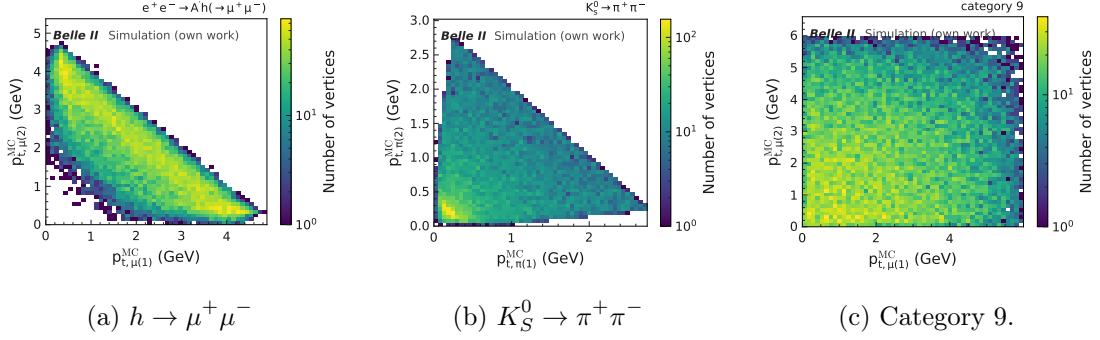 e⁺e⁻→A′h(→μ⁺μ⁻)
Belle II Simulation (own work)
5
4
3
2
1
0
p^MC_t,μ(2) (GeV)
0 1 2 3 4
p^MC_t,μ(1) (GeV)
10¹
10⁰
Number of vertices
K_s⁰→π⁺π⁻
Belle II Simulation (own work)
3.0
2.5
2.0
1.5
1.0
0.5
0.0
p^MC_t,π(2) (GeV)
0 1 2
p^MC_t,π(1) (GeV)
10²
10¹
10⁰
Number of vertices
category 9
Belle II Simulation (own work)
6
5
4
3
2
1
0
p^MC_t,μ(2) (GeV)
0 2 4 6
p^MC_t,μ(1) (GeV)
10¹
10⁰
Number of vertices
(a) h → μ⁺μ⁻
(b) K_S⁰ → π⁺π⁻
(c) Category 9.